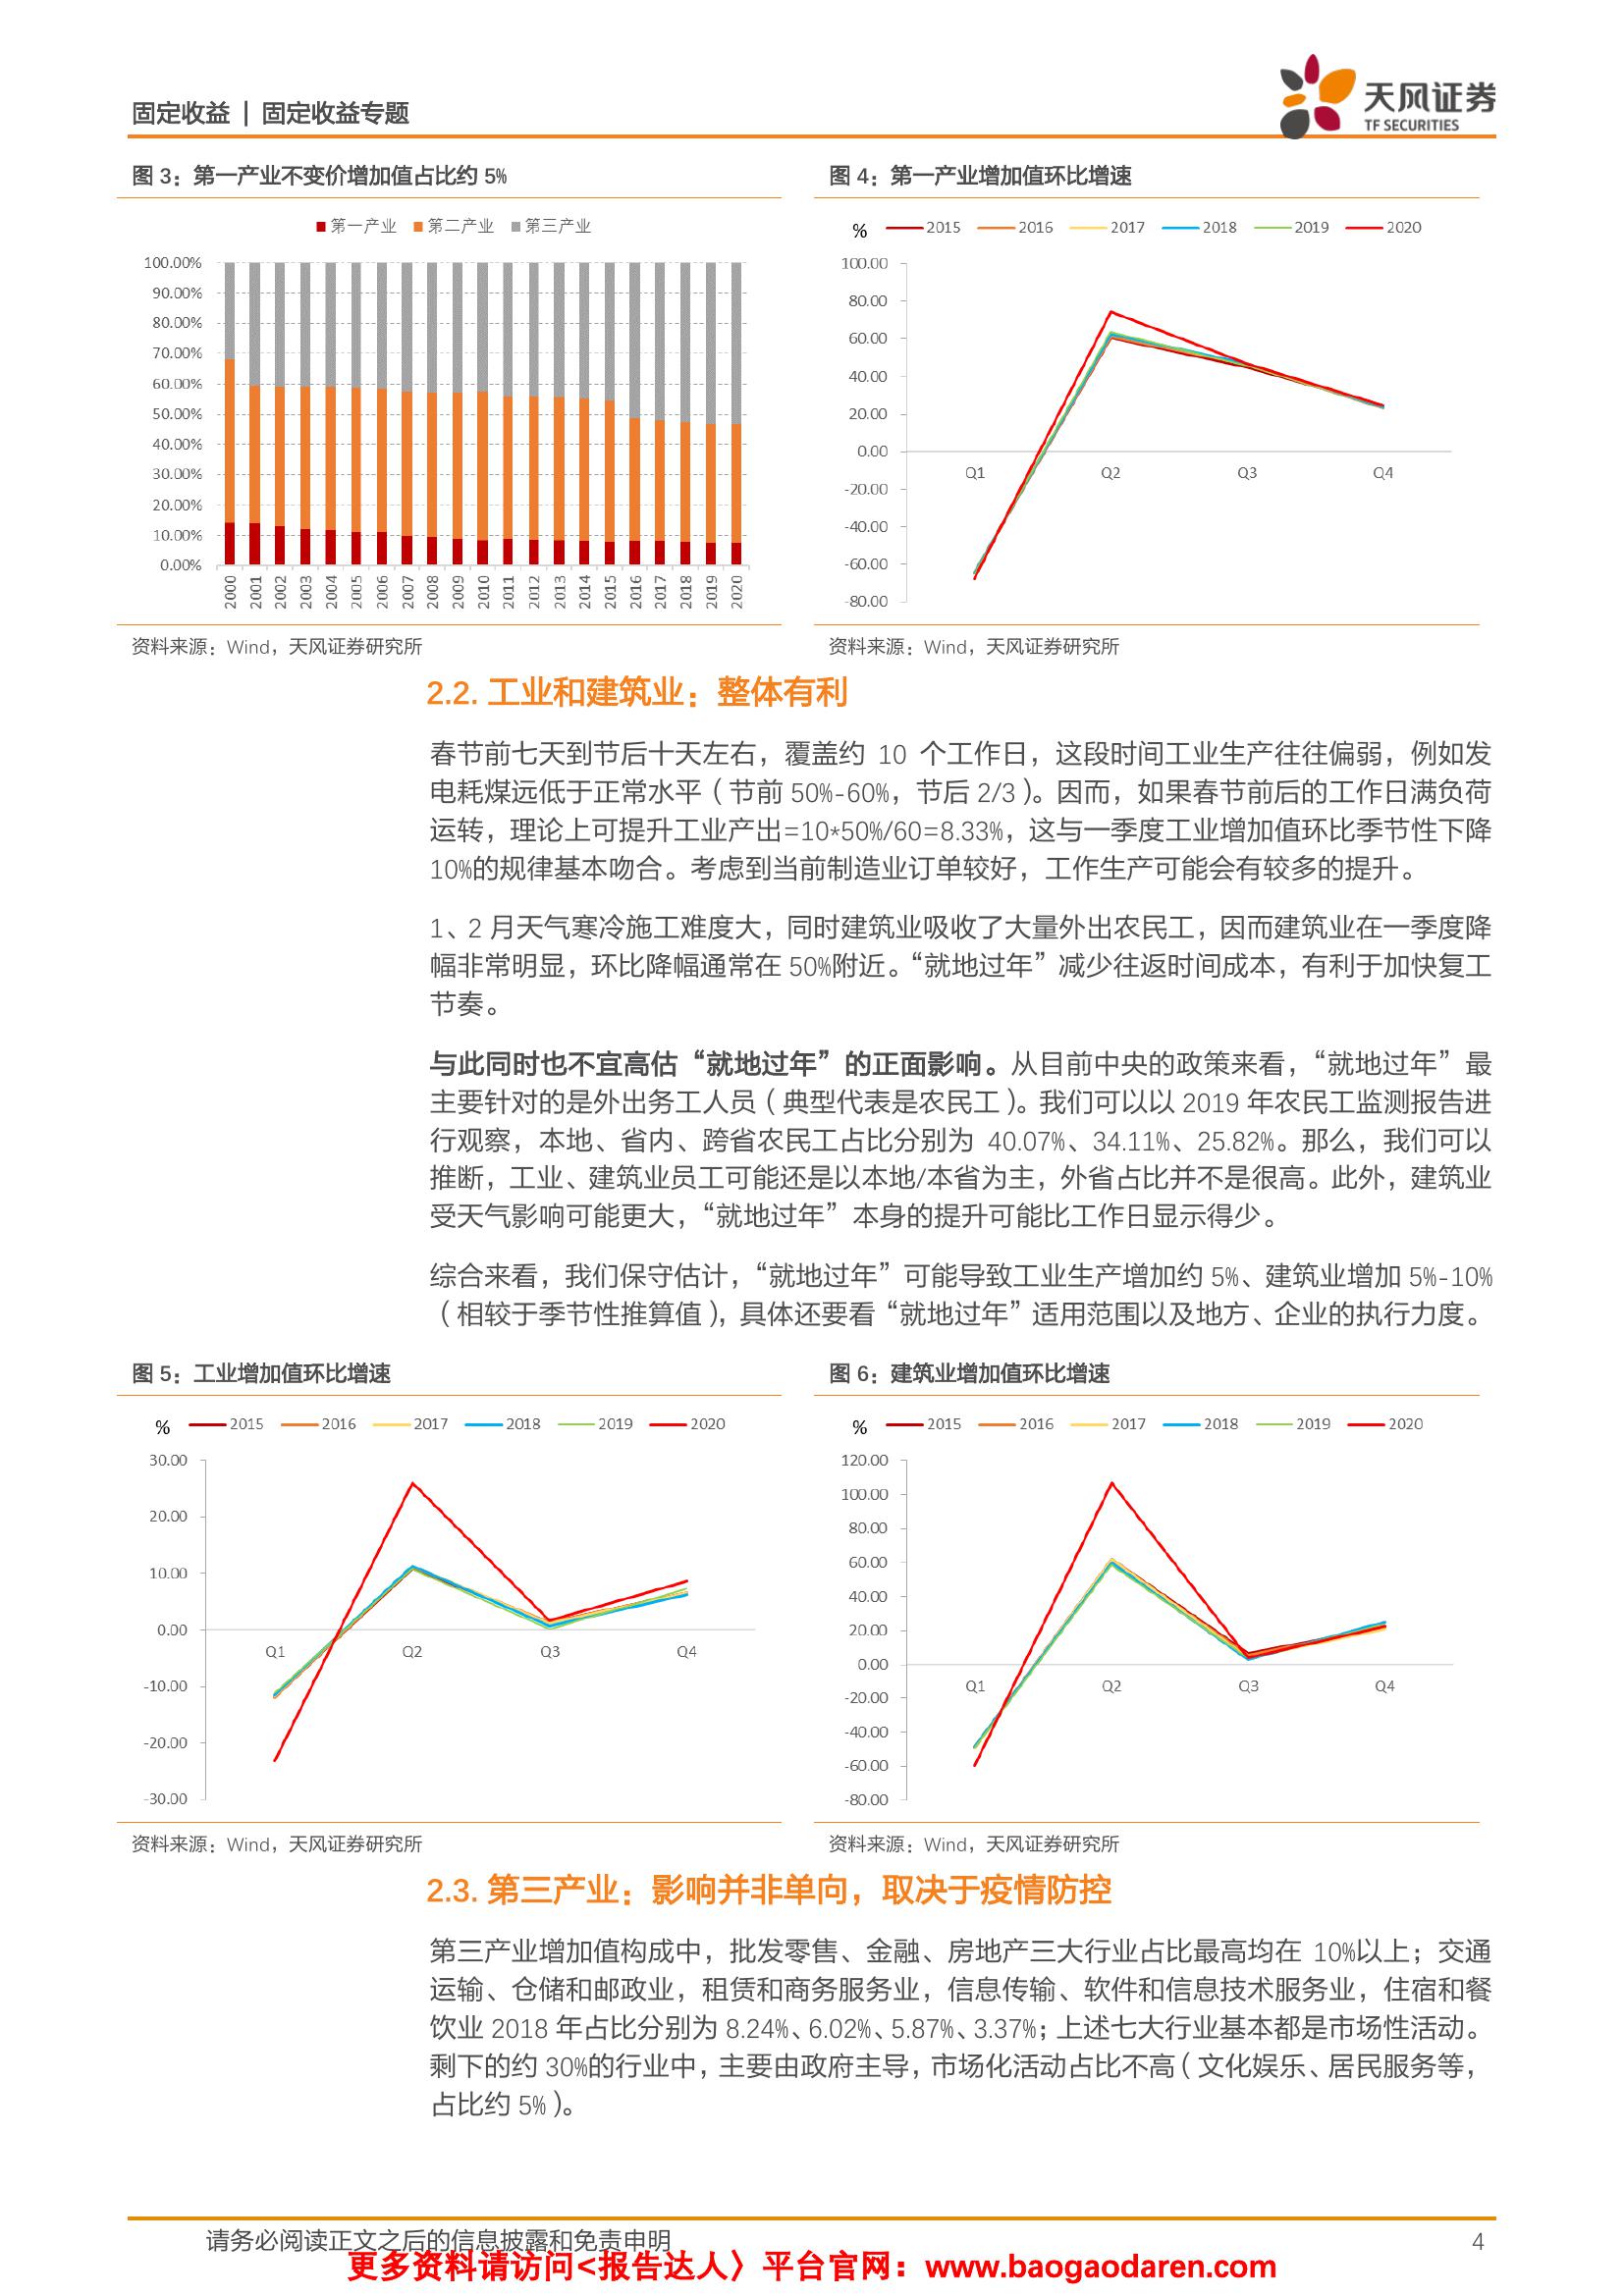 固定收益 | 固定收益专题
天风证券
TF SECURITIES
图 3：第一产业不变价增加值占比约 5%
第一产业 第二产业 第三产业
100.00%
90.00%
80.00%
70.00%
60.00%
50.00%
40.00%
30.00%
20.00%
10.00%
0.00%
2000 2001 2002 2003 2004 2005 2006 2007 2008 2009 2010 2011 2012 2013 2014 2015 2016 2017 2018 2019 2020
资料来源：Wind，天风证券研究所
图 4：第一产业增加值环比增速
% 2015 2016 2017 2018 2019 2020
100.00
80.00
60.00
40.00
20.00
0.00
-20.00
-40.00
-60.00
-80.00
Q1 Q2 Q3 Q4
资料来源：Wind，天风证券研究所
2.2. 工业和建筑业：整体有利
春节前七天到节后十天左右，覆盖约 10 个工作日，这段时间工业生产往往偏弱，例如发
电耗煤远低于正常水平（节前 50%-60%，节后 2/3）。因而，如果春节前后的工作日满负荷
运转，理论上可提升工业产出=10*50%/60=8.33%，这与一季度工业增加值环比季节性下降
10%的规律基本吻合。考虑到当前制造业订单较好，工作生产可能会有较多的提升。
1、2 月天气寒冷施工难度大，同时建筑业吸收了大量外出农民工，因而建筑业在一季度降
幅非常明显，环比降幅通常在 50%附近。“就地过年”减少往返时间成本，有利于加快复工
节奏。
与此同时也不宜高估“就地过年”的正面影响。从目前中央的政策来看，“就地过年”最
主要针对的是外出务工人员（典型代表是农民工）。我们可以以 2019 年农民工监测报告进
行观察，本地、省内、跨省农民工占比分别为 40.07%、34.11%、25.82%。那么，我们可以
推断，工业、建筑业员工可能还是以本地/本省为主，外省占比并不是很高。此外，建筑业
受天气影响可能更大，“就地过年”本身的提升可能比工作日显示得少。
综合来看，我们保守估计，“就地过年”可能导致工业生产增加约 5%、建筑业增加 5%-10%
（相较于季节性推算值），具体还要看“就地过年”适用范围以及地方、企业的执行力度。
图 5：工业增加值环比增速
% 2015 2016 2017 2018 2019 2020
30.00
20.00
10.00
0.00
-10.00
-20.00
-30.00
Q1 Q2 Q3 Q4
资料来源：Wind，天风证券研究所
图 6：建筑业增加值环比增速
% 2015 2016 2017 2018 2019 2020
120.00
100.00
80.00
60.00
40.00
20.00
0.00
-20.00
-40.00
-60.00
-80.00
Q1 Q2 Q3 Q4
资料来源：Wind，天风证券研究所
2.3. 第三产业：影响并非单向，取决于疫情防控
第三产业增加值构成中，批发零售、金融、房地产三大行业占比最高均在 10%以上；交通
运输、仓储和邮政业，租赁和商务服务业，信息传输、软件和信息技术服务业，住宿和餐
饮业 2018 年占比分别为 8.24%、6.02%、5.87%、3.37%；上述七大行业基本都是市场性活动。
剩下的约 30%的行业中，主要由政府主导，市场化活动占比不高（文化娱乐、居民服务等，
占比约 5%）。
请务必阅读正文之后的信息披露和免责申明
4
更多资料请访问<报告达人〉平台官网：www.baogaodaren.com